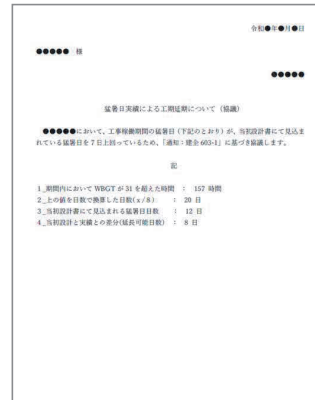 令和●年●月●日
●●●●● 様
●●●●●
猛暑日実績による工期延期について（協議）
●●●●●において、工事稼働期間の猛暑日（下記のとおり）が、当初設計書にて見込ま
れている猛暑日を7日上回っているため、「通知：建企 603-1」に基づき協議します。
記
1_期間内において WBGT が 31 を超えた時間 ： 157 時間
2_上の値を日数で換算した日数(x/8) ： 20 日
3_当初設計書にて見込まれる猛暑日日数 ： 12 日
4_当初設計と実績との差分(延長可能日数) ： 8 日